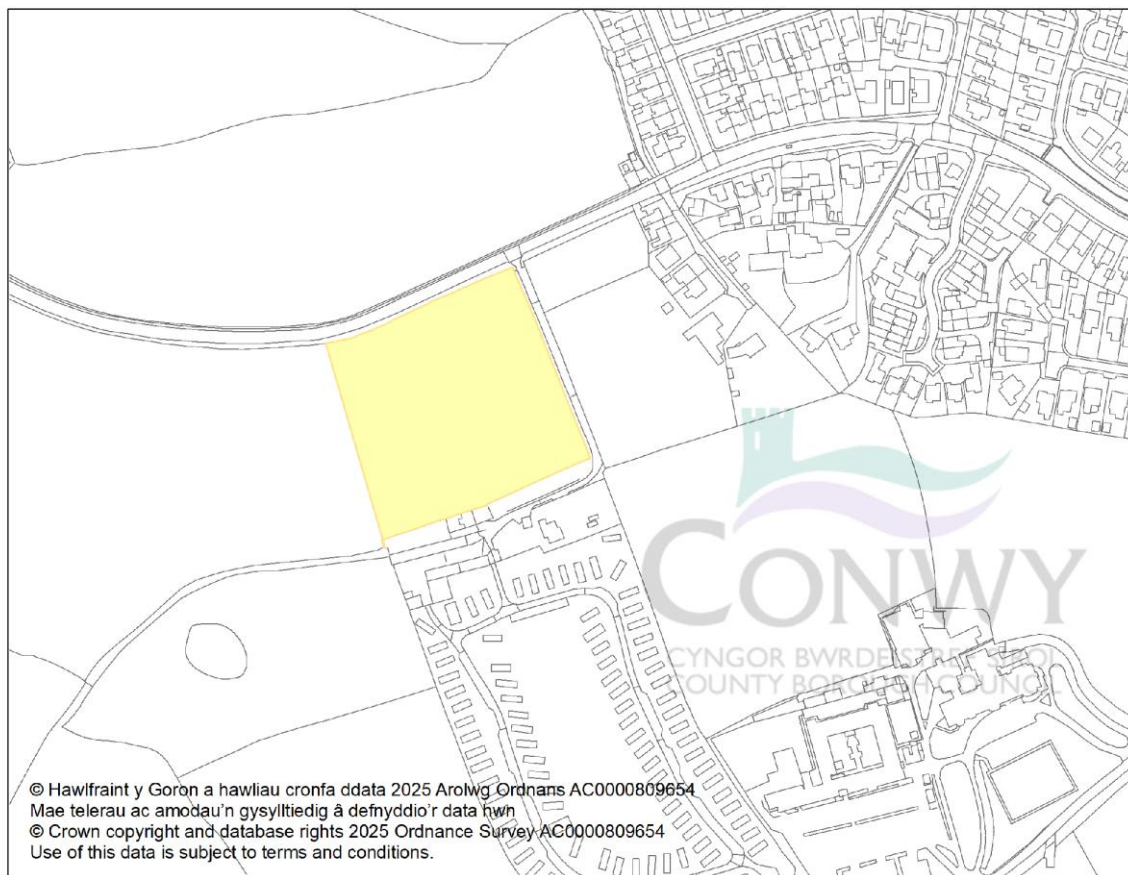 CONWY
CYNGOR BWRDEISTREF SIROL
COUNTY BOROUGH COUNCIL
© Hawlfraint y Goron a hawliau cronfa ddata 2025 Arolwg Ordnans AC0000809654
Mae telerau ac amodau'n gysylltiedig â defnyddio'r data hwn
© Crown copyright and database rights 2025 Ordnance Survey AC0000809654
Use of this data is subject to terms and conditions.